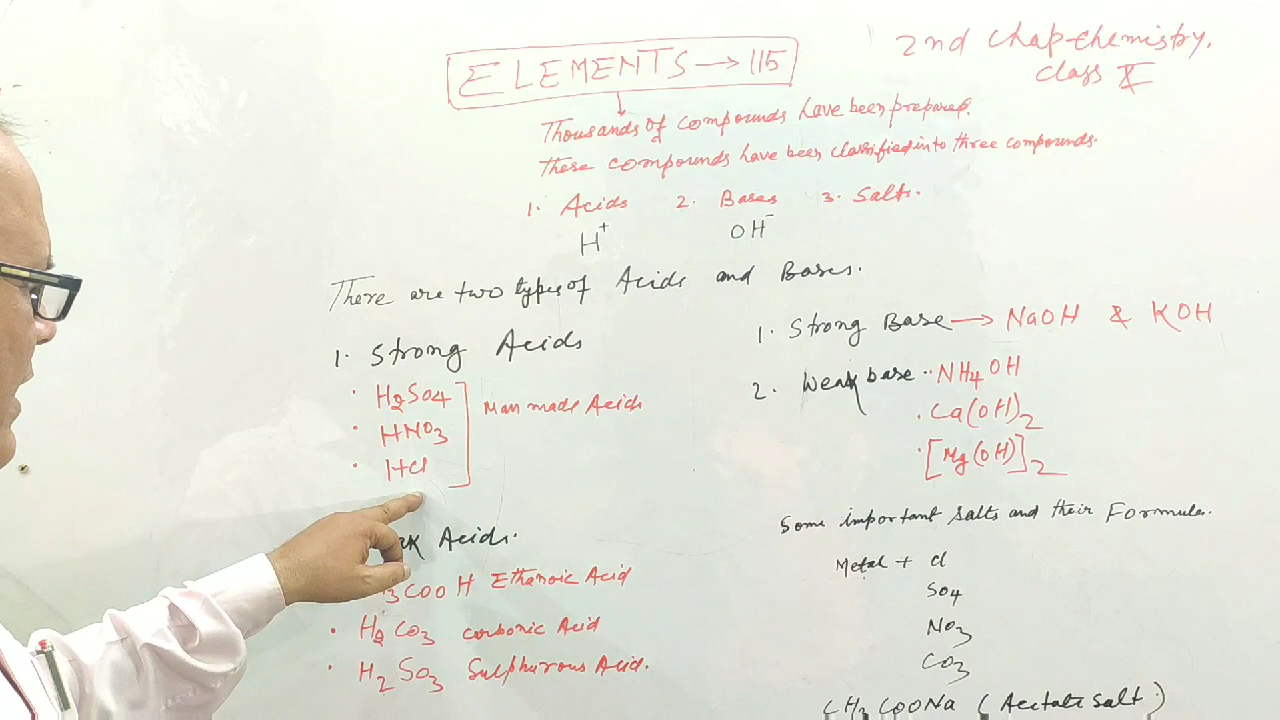 ELEMENTS → 115
2nd Chap-chemistry.
class X
Thousands of compounds have been prepared.
These compounds have been classified into three compounds.
1. Acids 2. Bases 3. Salts.
H+ OH-
There are two types of Acids and Bases.
1. Strong Acids
• H2SO4
• HNO3
• HCl
Man made Acids
Acids.
3COOH Ethanoic Acid
• H2CO3 carbonic Acid
• H2SO3 Sulphurous Acid.
1. Strong Base → NaOH & KOH
2. Weak base • NH4OH
• Ca(OH)2
• [Mg(OH)]2
Some important salts and their Formula.
Metal + Cl
SO4
NO3
CO3
CH3COONa (Acetate salt)